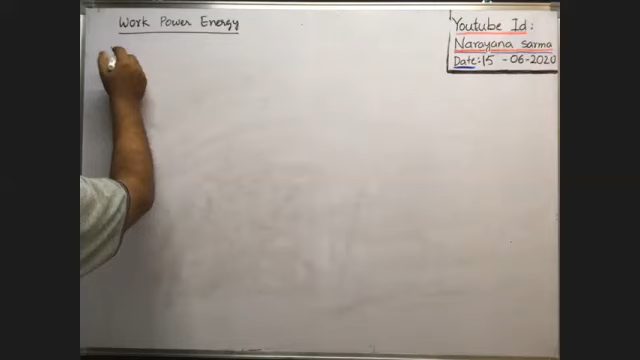 Work Power Energy
Youtube Id:
Narayana Sarma
Date: 15 - 06 - 2020